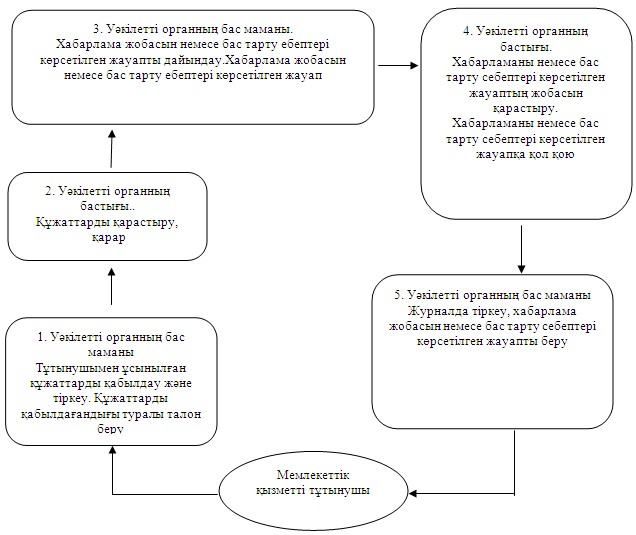 3. Уәкілетті органның бас маманы.
Хабарлама жобасын немесе бас тарту ебептері
көрсетілген жауапты дайындау.Хабарлама жобасын
немесе бас тарту ебептері көрсетілген жауап
4. Уәкілетті органның
бастығы.
Хабарламаны немесе бас
тарту себептері көрсетілген
жауаптың жобасын
қарастыру.
Хабарламаны немесе бас
тарту себептері көрсетілген
жауапқа қол қою
2. Уәкілетті органның
бастығы..
Құжаттарды қарастыру,
қарар
5. Уәкілетті органның бас маманы
Журналда тіркеу, хабарлама
жобасын немесе бас тарту себептері
көрсетілген жауапты беру
1. Уәкілетті органның бас
маманы
Тұтынушымен ұсынылған
құжаттарды қабылдау және
тіркеу. Құжаттарды
қабылдағандығы туралы талон
беру
Мемлекеттік
қызметті тұтынушы